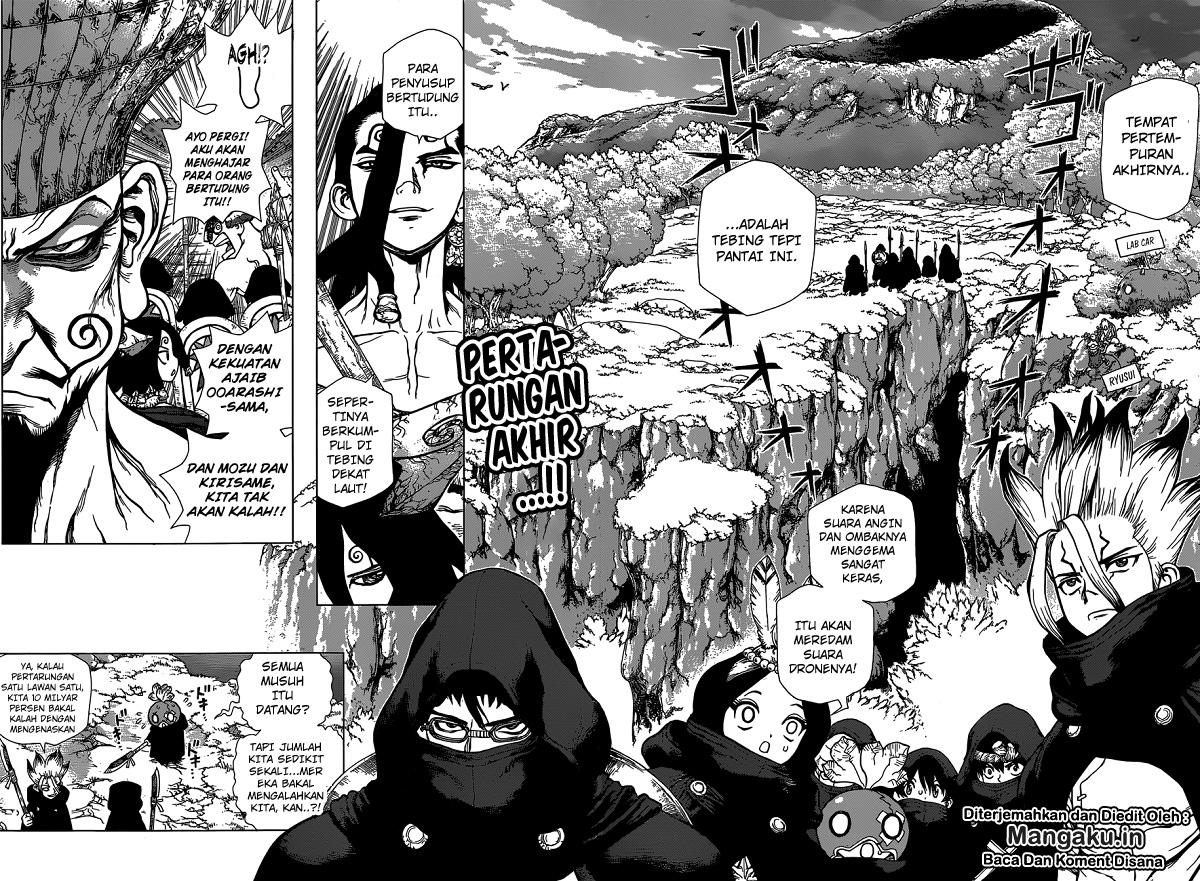 TEMPAT
PERTEM-
PURAN
AKHIRNYA..
LAB CAR
RYUSUI
...ADALAH
TEBING TEPI
PANTAI INI.
KARENA
SUARA ANGIN
DAN OMBAKNYA
MENGGEMA
SANGAT
KERAS,
ITU AKAN
MEREDAM
SUARA
DRONENYA!
PERTA-
RUNGAN
AKHIR
...!!
PARA
PENYUSUP
BERTUDUNG
ITU..
SEPER-
TINYA
BERKUM-
PUL DI
TEBING
DEKAT
LAUT!
AGH!?
AYO PERGI!
AKU AKAN
MENGHAJAR
PARA ORANG
BERTUDUNG
ITU!!
DENGAN
KEKUATAN
AJAIB
OOARASHI
-SAMA,
DAN MOZU DAN
KIRISAME,
KITA TAK
AKAN KALAH!!
SEMUA
MUSUH
ITU
DATANG?
TAPI JUMLAH
KITA SEDIKIT
SEKALI...MER
EKA BAKAL
MENGALAHKAN
KITA, KAN..?!
YA, KALAU
PERTARUNGAN
SATU LAWAN SATU,
KITA 10 MILYAR
PERSEN BAKAL
KALAH DENGAN
MENGENASKAN
Diterjemahkan dan Diedit Oleh :
Mangaku.in
Baca Dan Koment Disana